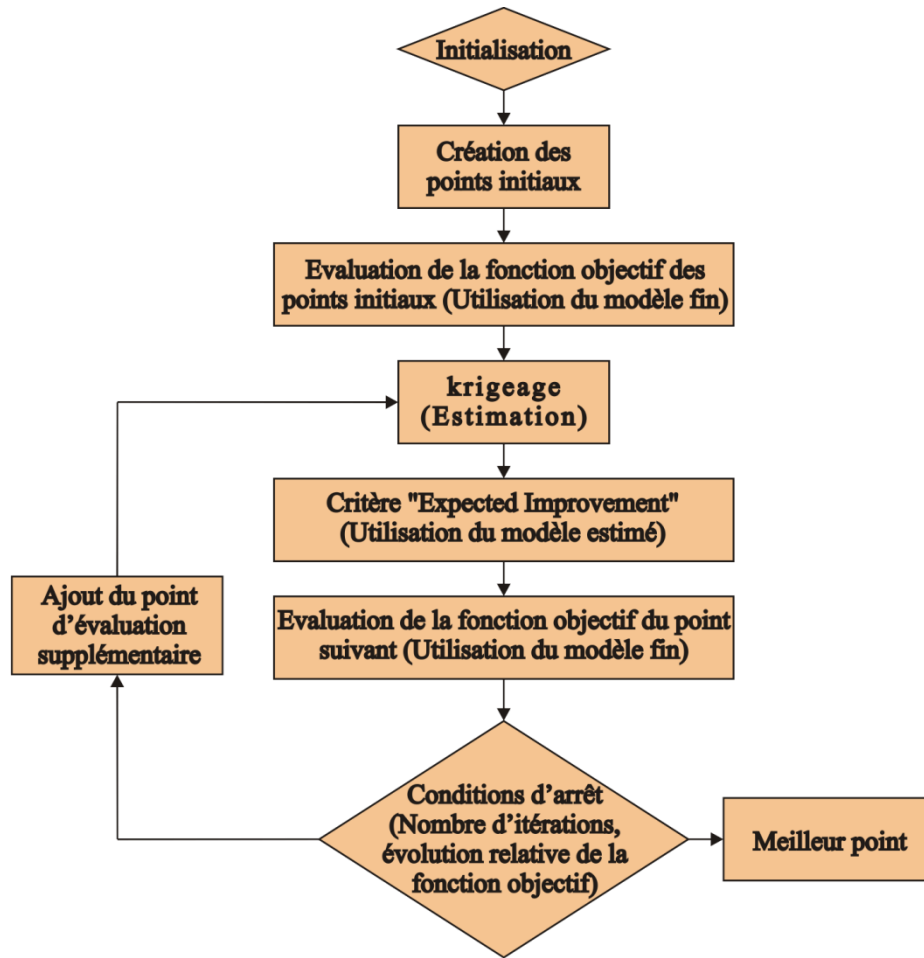 Initialisation
Création des
points initiaux
Evaluation de la fonction objectif des
points initiaux (Utilisation du modèle fin)
krigeage
(Estimation)
Critère "Expected Improvement"
(Utilisation du modèle estimé)
Evaluation de la fonction objectif du point
suivant (Utilisation du modèle fin)
Ajout du point
d’évaluation
supplémentaire
Conditions d’arrêt
(Nombre d’itérations,
évolution relative de la
fonction objectif)
Meilleur point